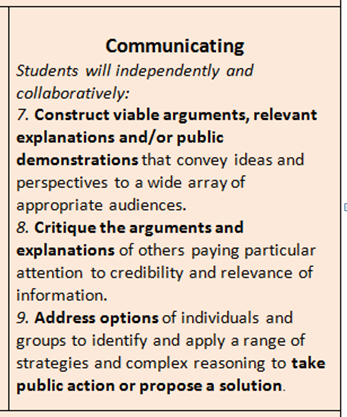 Communicating
Students will independently and
collaboratively:
7. Construct viable arguments, relevant
explanations and/or public
demonstrations that convey ideas and
perspectives to a wide array of
appropriate audiences.
8. Critique the arguments and
explanations of others paying particular
attention to credibility and relevance of
information.
9. Address options of individuals and
groups to identify and apply a range of
strategies and complex reasoning to take
public action or propose a solution.